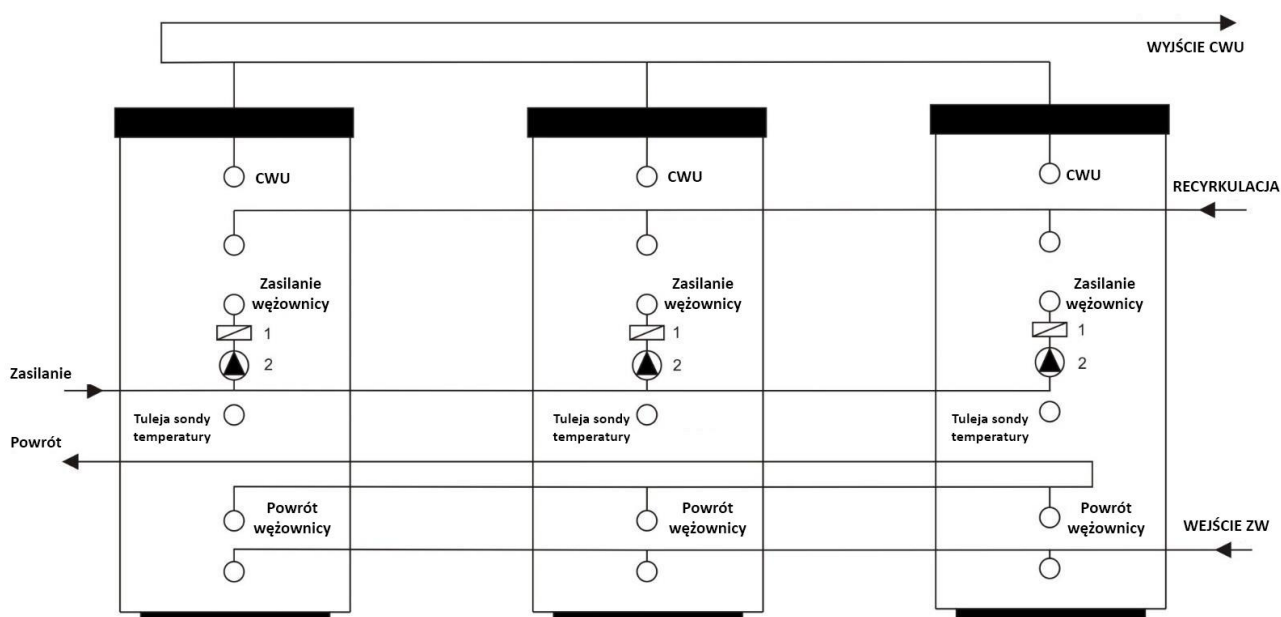 WYJŚCIE CWU
CWU
CWU
CWU
RECYRKULACJA
Zasilanie
wężownicy
Zasilanie
wężownicy
Zasilanie
wężownicy
1
1
1
2
2
2
Zasilanie
Tuleja sondy
temperatury
Tuleja sondy
temperatury
Tuleja sondy
temperatury
Powrót
Powrót
wężownicy
Powrót
wężownicy
Powrót
wężownicy
WEJŚCIE ZW